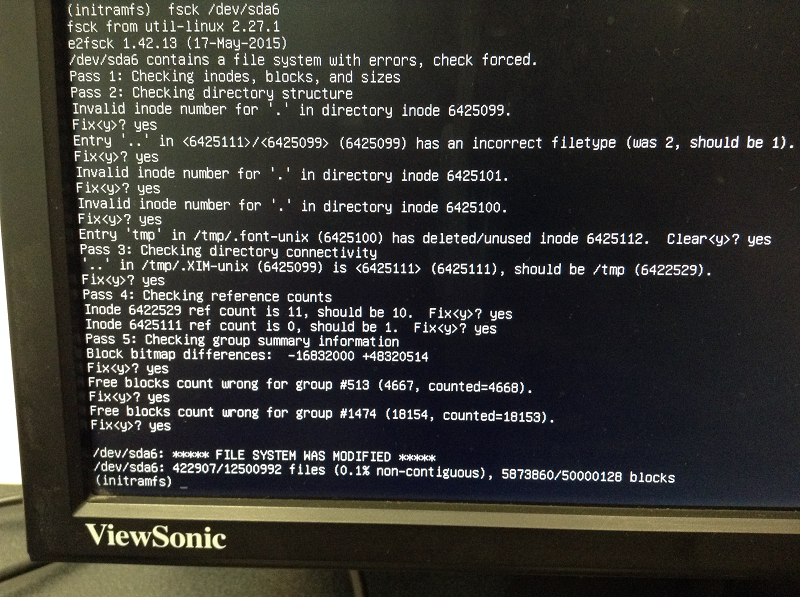 (initramfs)  fsck /dev/sda6
fsck from util-linux 2.27.1
e2fsck 1.42.13 (17-May-2015)
/dev/sda6 contains a file system with errors, check forced.
Pass 1: Checking inodes, blocks, and sizes
Pass 2: Checking directory structure
Invalid inode number for '.' in directory inode 6425099.
Fix<y>? yes
Entry '..' in <6425111>/<6425099> (6425099) has an incorrect filetype (was 2, should be 1).
Fix<y>? yes
Invalid inode number for '.' in directory inode 6425101.
Fix<y>? yes
Invalid inode number for '.' in directory inode 6425100.
Fix<y>? yes
Entry 'tmp' in /tmp/.font-unix (6425100) has deleted/unused inode 6425112.  Clear<y>? yes
Pass 3: Checking directory connectivity
'..' in /tmp/.XIM-unix (6425099) is <6425111> (6425111), should be /tmp (6422529).
Fix<y>? yes
Pass 4: Checking reference counts
Inode 6422529 ref count is 11, should be 10.  Fix<y>? yes
Inode 6425111 ref count is 0, should be 1.  Fix<y>? yes
Pass 5: Checking group summary information
Block bitmap differences:  -16832000 +48320514
Fix<y>? yes
Free blocks count wrong for group #513 (4667, counted=4668).
Fix<y>? yes
Free blocks count wrong for group #1474 (18154, counted=18153).
Fix<y>? yes
/dev/sda6: ***** FILE SYSTEM WAS MODIFIED *****
/dev/sda6: 422907/12500992 files (0.1% non-contiguous), 5873860/50000128 blocks
(initramfs) _
ViewSonic